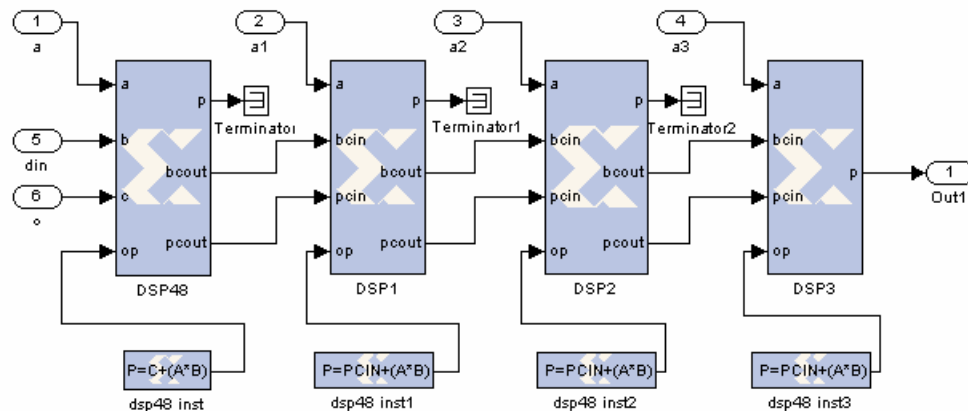 1
a
2
a1
3
a2
4
a3
5
din
6
a
b
c
op
p
bcout
pcout
DSP48
Terminator
a
bcin
pcin
op
p
bcout
pcout
DSP1
Terminator1
a
bcin
pcin
op
p
bcout
pcout
DSP2
Terminator2
a
bcin
pcin
op
p
DSP3
1
Out1
P=C+(A*B)
dsp48 inst
P=PCIN+(A*B)
dsp48 inst1
P=PCIN+(A*B)
dsp48 inst2
P=PCIN+(A*B)
dsp48 inst3